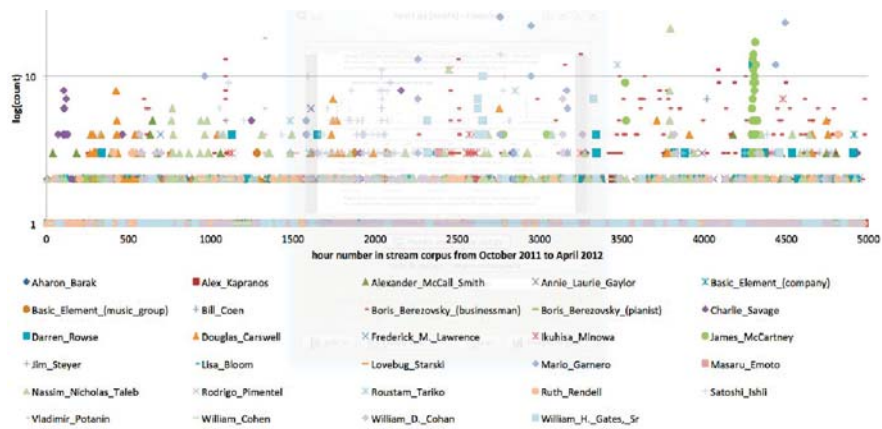 log(count)
10
1
0 500 1000 1500 2000 2500 3000 3500 4000 4500 5000
hour number in stream corpus from October 2011 to April 2012
Aharon_Barak Alex_Kapranos Alexander_McCall_Smith Annie_Laurie_Gaylor Basic_Element_(company)
Basic_Element_(music_group) Bill_Coen Boris_Berezovsky_(businessman) Boris_Berezovsky_(pianist) Charlie_Savage
Darren_Rowse Douglas_Carswell Frederick_M._Lawrence Ikuhisa_Minowa James_McCartney
Jim_Steyer Lisa_Bloom Lovebug_Starski Mario_Garnero Masaru_Emoto
Nassim_Nicholas_Taleb Rodrigo_Pimentel Roustam_Tariko Ruth_Rendell Satoshi_Ishii
Vladimir_Potanin William_Cohen William_D._Cohan William_H._Gates,_Sr